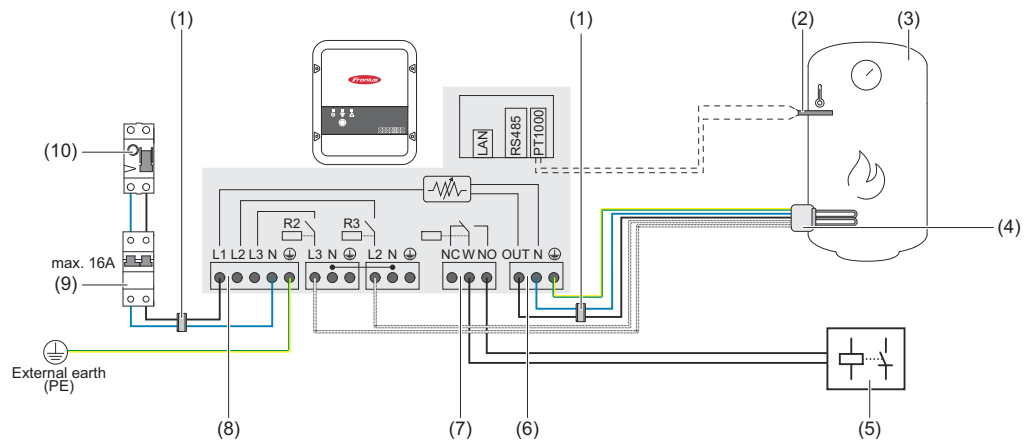 (1)
(1)
(2)
(3)
Fronius
LAN
RS485
PT1000
(10)
R2
R3
(4)
L1 L2 L3 N
L3 N
L2 N
NC W NO
OUT N
max. 16A
(9)
(1)
External earth
(PE)
(8)
(7)
(6)
(5)